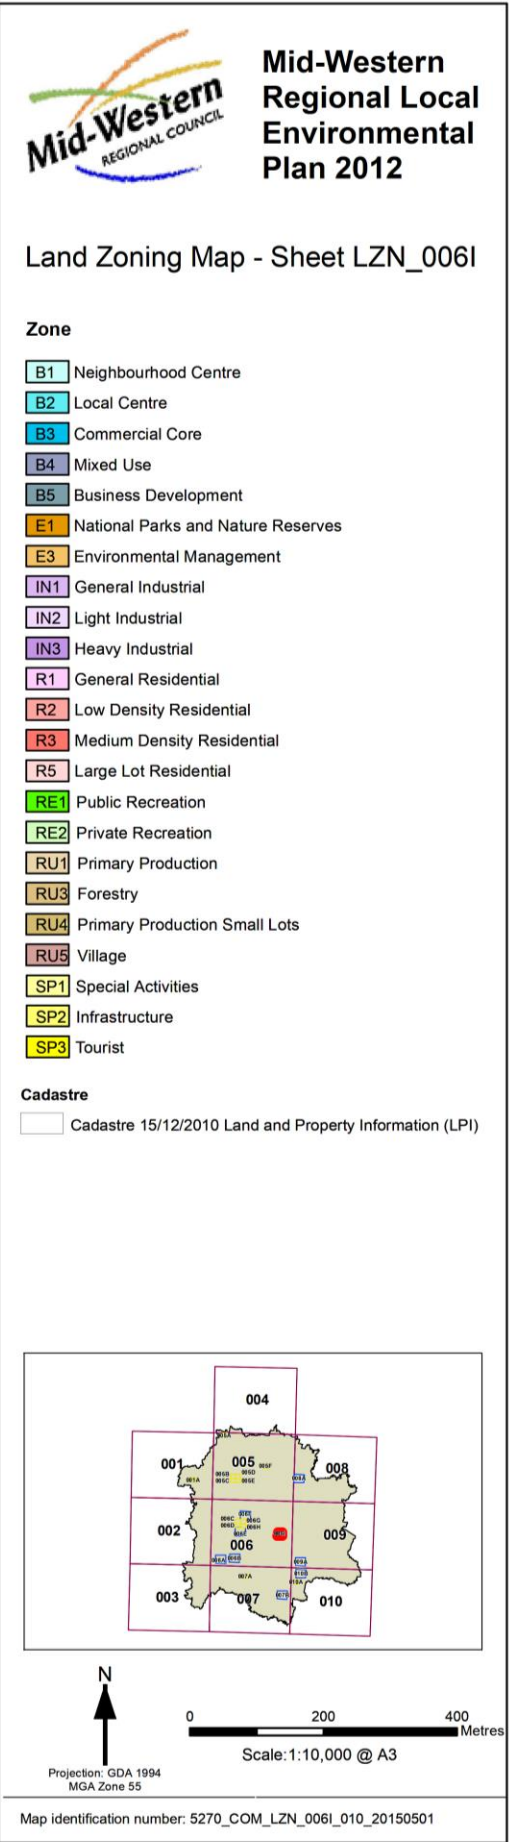 Mid-Western
REGIONAL COUNCIL
Mid-Western
Regional Local
Environmental
Plan 2012
Land Zoning Map - Sheet LZN_006I
Zone
B1 Neighbourhood Centre
B2 Local Centre
B3 Commercial Core
B4 Mixed Use
B5 Business Development
E1 National Parks and Nature Reserves
E3 Environmental Management
IN1 General Industrial
IN2 Light Industrial
IN3 Heavy Industrial
R1 General Residential
R2 Low Density Residential
R3 Medium Density Residential
R5 Large Lot Residential
RE1 Public Recreation
RE2 Private Recreation
RU1 Primary Production
RU3 Forestry
RU4 Primary Production Small Lots
RU5 Village
SP1 Special Activities
SP2 Infrastructure
SP3 Tourist
Cadastre
Cadastre 15/12/2010 Land and Property Information (LPI)
004
001 005 008
002 006 009
007A
003 007 010
N
0 200 400
Metres
Scale:1:10,000 @ A3
Projection: GDA 1994
MGA Zone 55
Map identification number: 5270_COM_LZN_006I_010_20150501